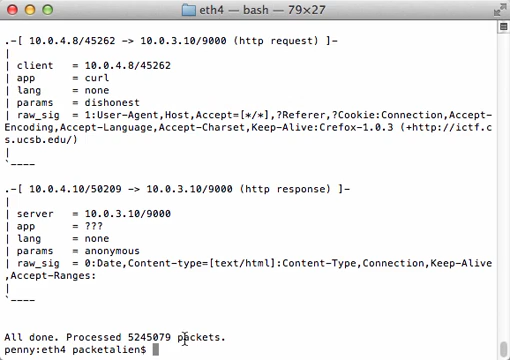 eth4 — bash — 79×27
.-[ 10.0.4.8/45262 -> 10.0.3.10/9000 (http request) ]-
|
| client   = 10.0.4.8/45262
| app      = curl
| lang     = none
| params   = dishonest
| raw_sig  = 1:User-Agent,Host,Accept=[*/*],?Referer,?Cookie:Connection,Accept-
Encoding,Accept-Language,Accept-Charset,Keep-Alive:Crefox-1.0.3 (+http://ictf.c
s.ucsb.edu/)
|
`----
.-[ 10.0.4.10/50209 -> 10.0.3.10/9000 (http response) ]-
|
| server   = 10.0.3.10/9000
| app      = ???
| lang     = none
| params   = anonymous
| raw_sig  = 0:Date,Content-type=[text/html]:Content-Type,Connection,Keep-Alive
,Accept-Ranges:
|
`----
All done. Processed 5245079 packets.
penny:eth4 packetalien$